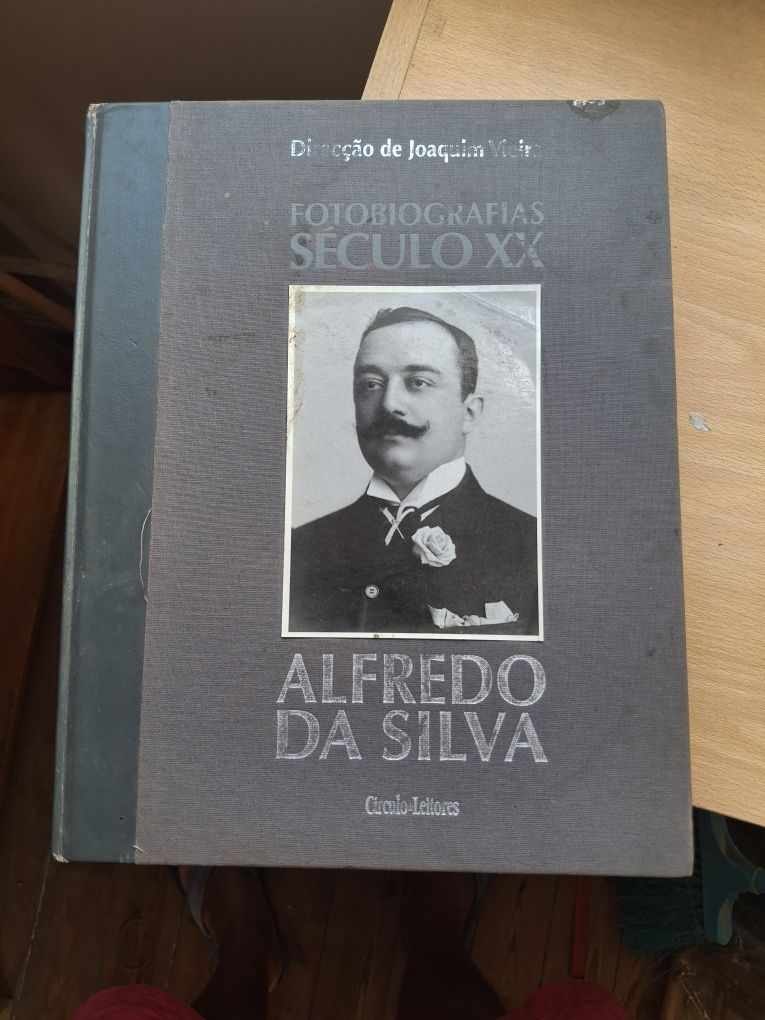 Direcção de Joaquim Vieira
FOTOBIOGRAFIAS
SÉCULO XX
ALFREDO
DA SILVA
Círculo de Leitores